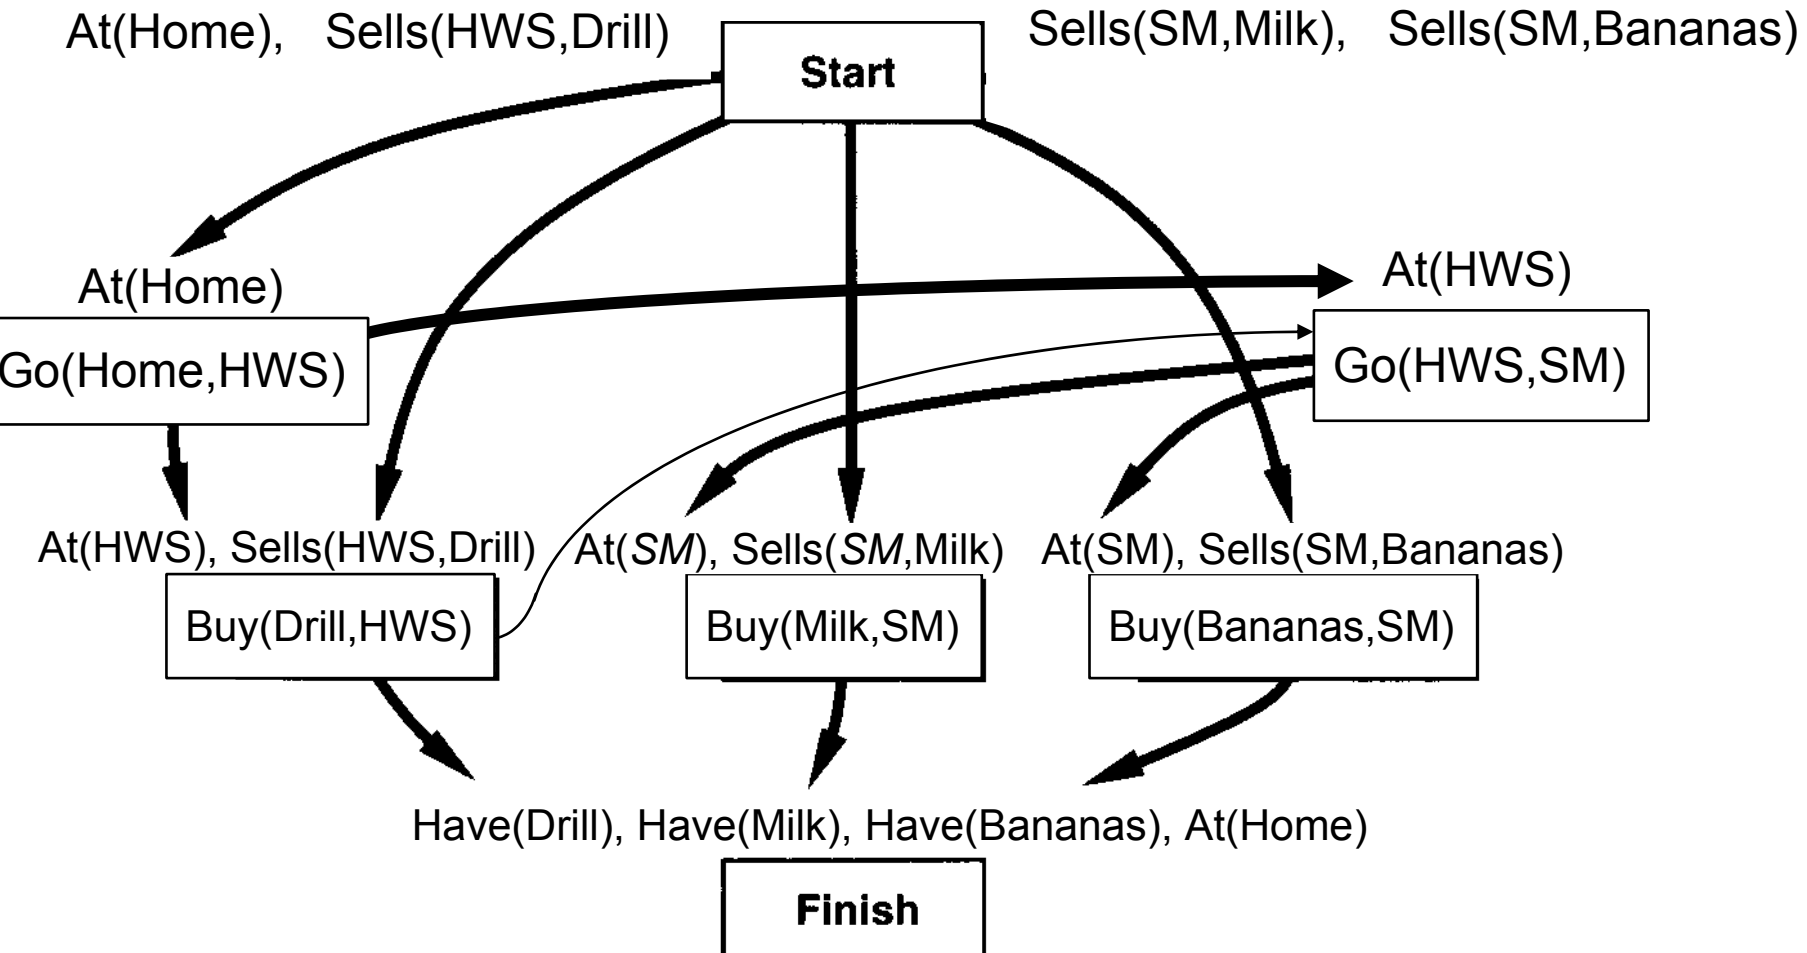 At(Home), Sells(HWS,Drill)
Sells(SM,Milk), Sells(SM,Bananas)
Start
At(Home)
At(HWS)
Go(Home,HWS)
Go(HWS,SM)
At(HWS), Sells(HWS,Drill)
At(SM), Sells(SM,Milk)
At(SM), Sells(SM,Bananas)
Buy(Drill,HWS)
Buy(Milk,SM)
Buy(Bananas,SM)
Have(Drill), Have(Milk), Have(Bananas), At(Home)
Finish